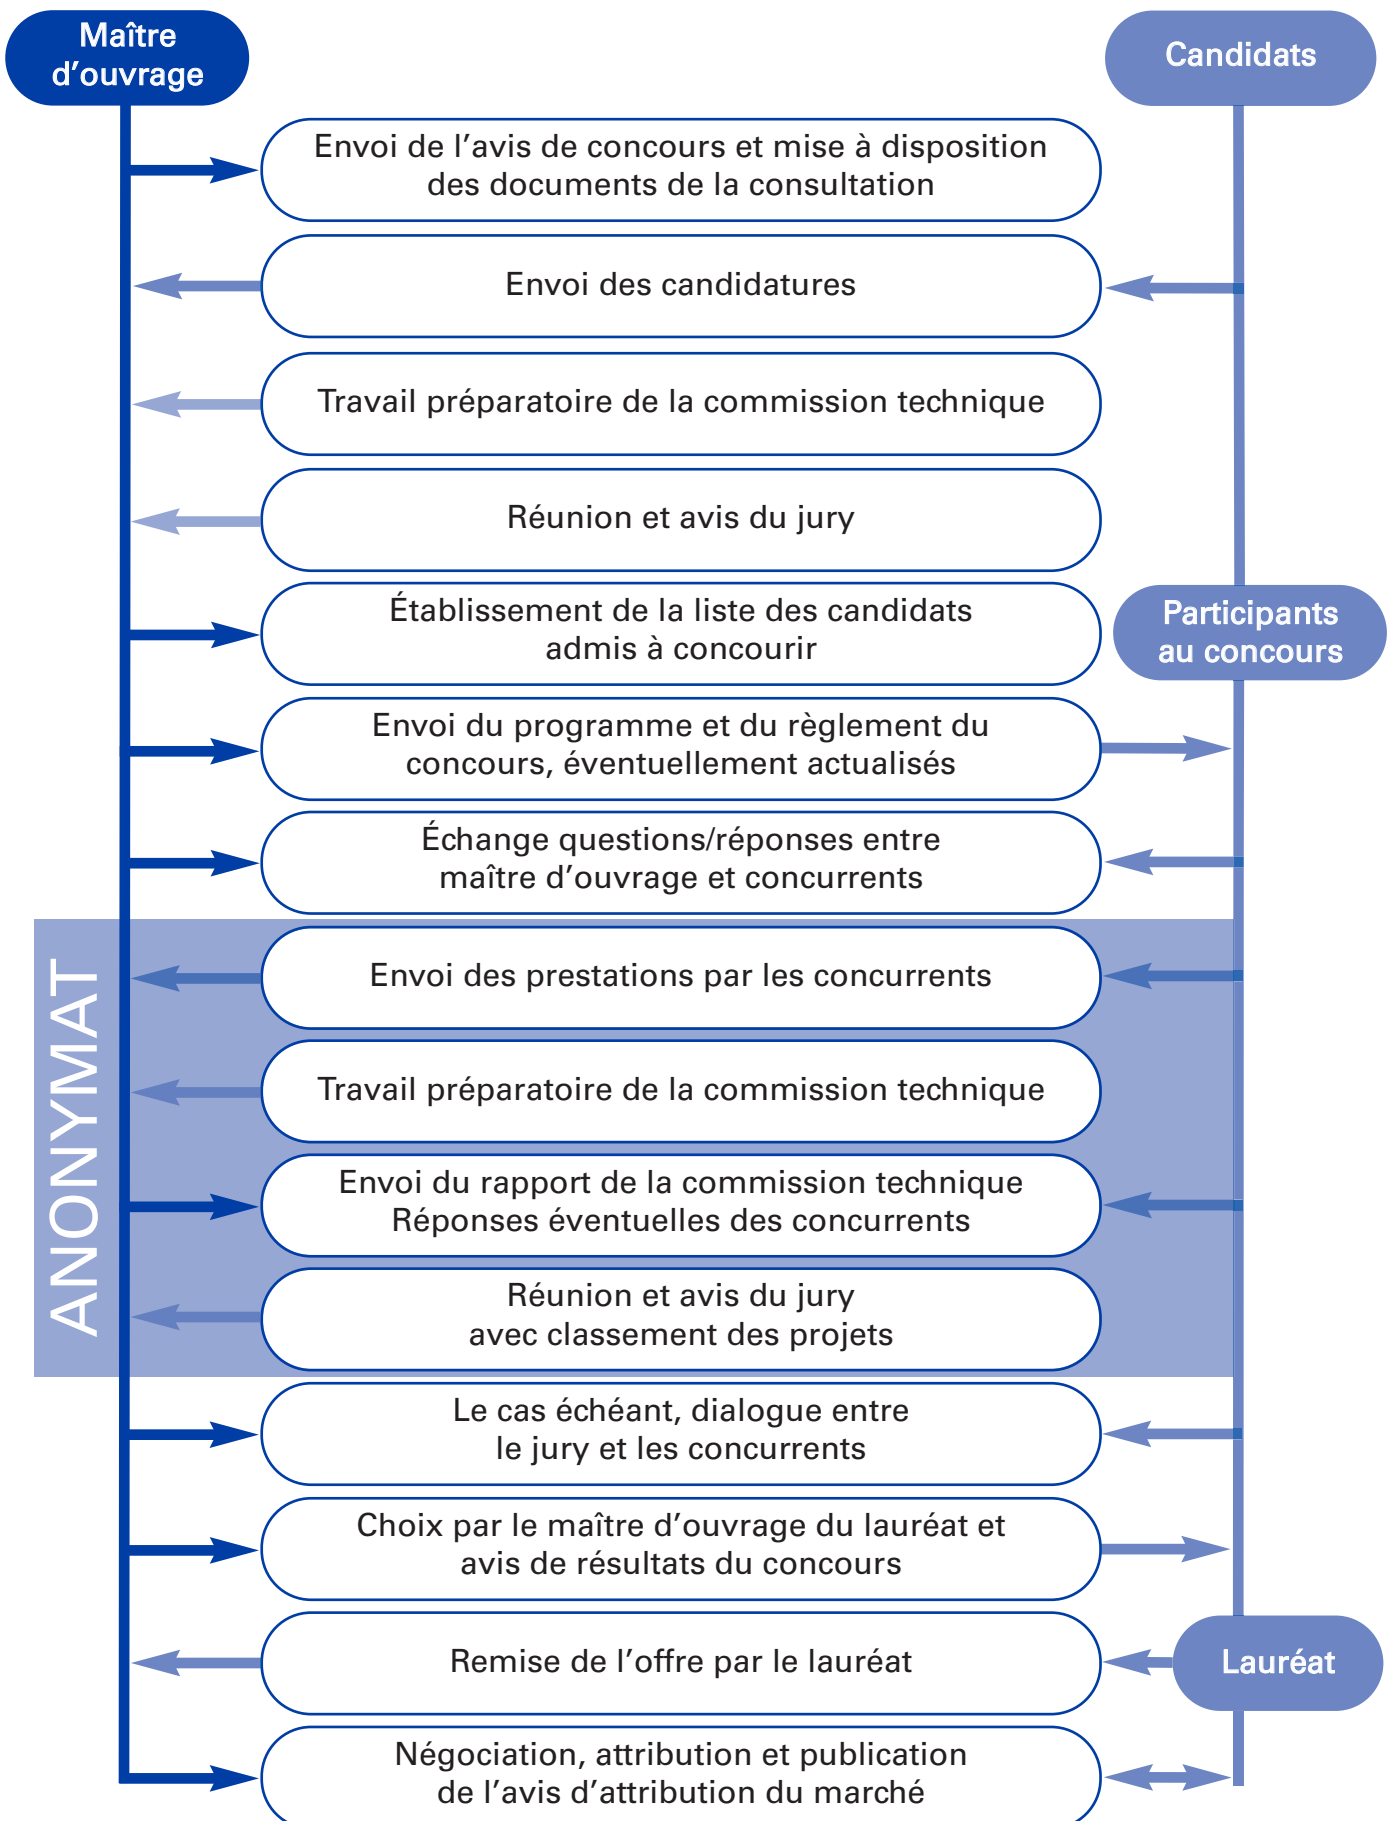 Maître
d’ouvrage
Candidats
Envoi de l’avis de concours et mise à disposition
des documents de la consultation
Envoi des candidatures
Travail préparatoire de la commission technique
Réunion et avis du jury
Établissement de la liste des candidats
admis à concourir
Participants
au concours
Envoi du programme et du règlement du
concours, éventuellement actualisés
Échange questions/réponses entre
maître d’ouvrage et concurrents
ANONYMAT
Envoi des prestations par les concurrents
Travail préparatoire de la commission technique
Envoi du rapport de la commission technique
Réponses éventuelles des concurrents
Réunion et avis du jury
avec classement des projets
Le cas échéant, dialogue entre
le jury et les concurrents
Choix par le maître d’ouvrage du lauréat et
avis de résultats du concours
Remise de l’offre par le lauréat
Lauréat
Négociation, attribution et publication
de l’avis d’attribution du marché